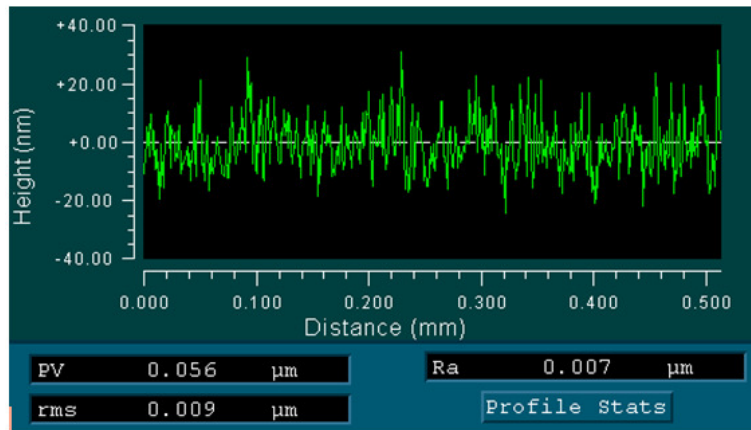 +40.00
+20.00
+0.00
-20.00
-40.00
Height (nm)
0.000 0.100 0.200 0.300 0.400 0.500
Distance (mm)
PV 0.056 μm
Ra 0.007 μm
rms 0.009 μm
Profile Stats